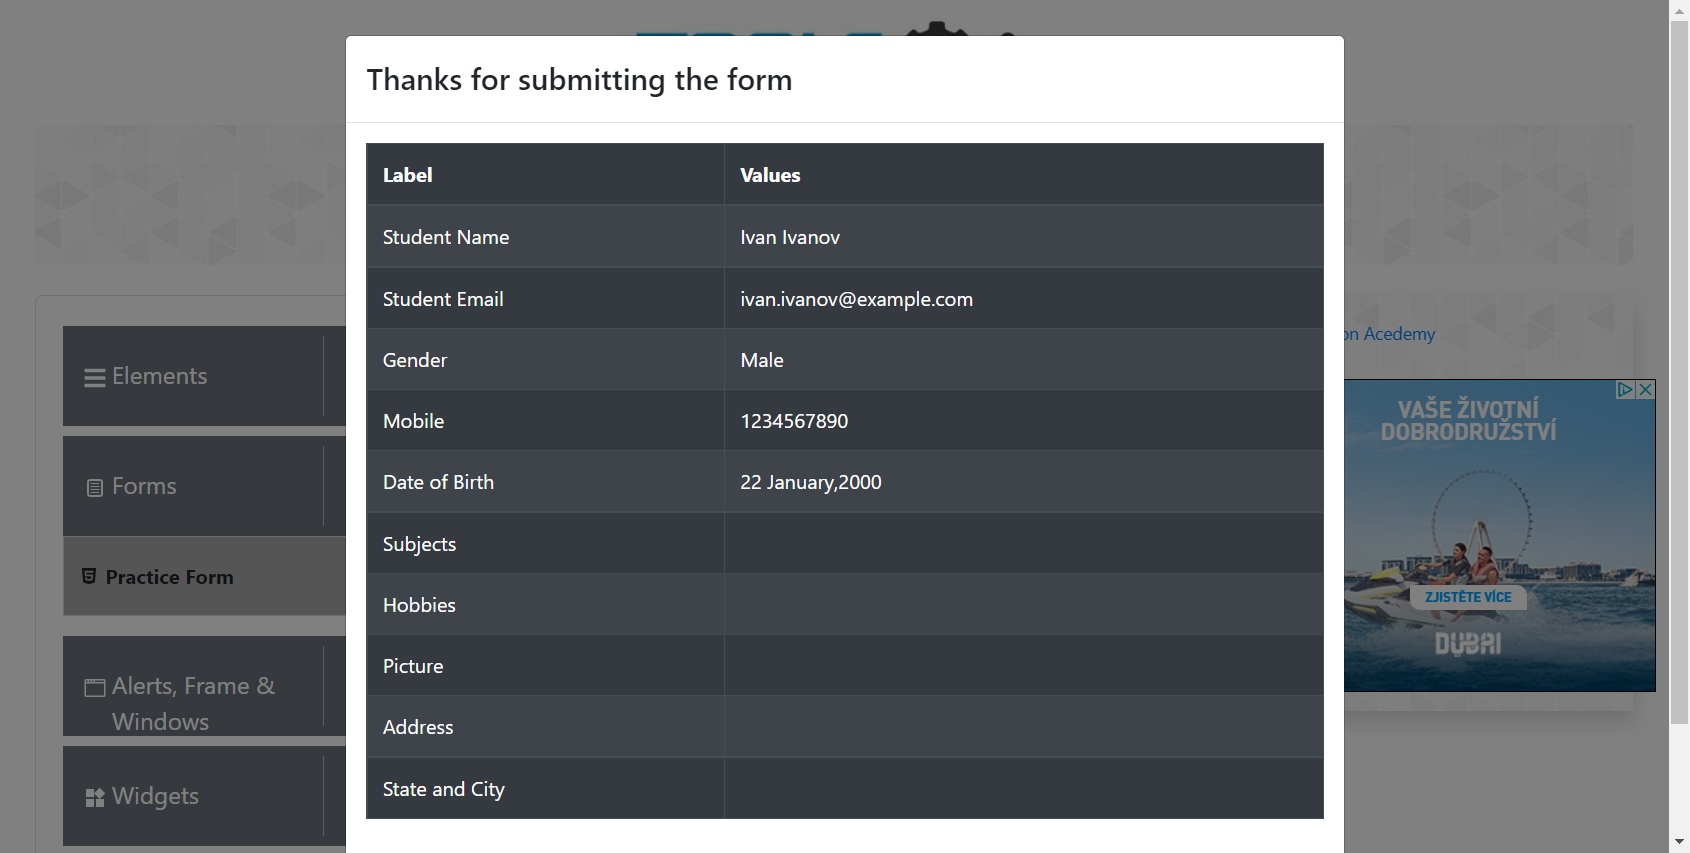 Thanks for submitting the form
Label Values
Student Name Ivan Ivanov
Student Email ivan.ivanov@example.com
Gender Male
Mobile 1234567890
Date of Birth 22 January,2000
Subjects
Hobbies
Picture
Address
State and City
Elements
Forms
Practice Form
Alerts, Frame &
Windows
Widgets
on Acedemy
VAŠE ŽIVOTNÍ
DOBRODRUŽSTVÍ
ZJISTĚTE VÍCE
DUBAI